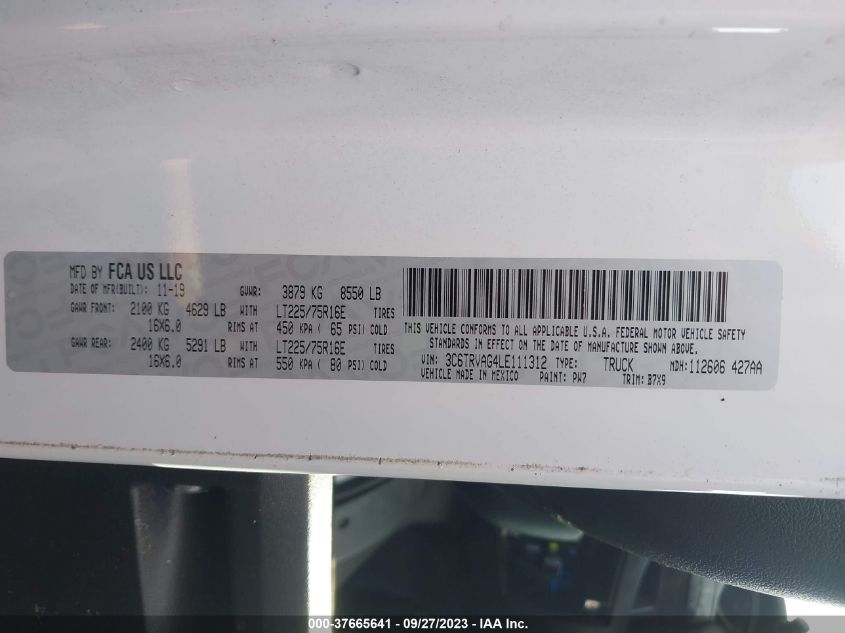 MFD BY FCA US LLC
DATE OF MFR(BUILT): 11-19 GVWR: 3879 KG 8550 LB
GAWR FRONT: 2100 KG 4629 LB WITH LT225/75R16E TIRES
16X6.0 RIMS AT 450 KPA ( 65 PSI) COLD
GAWR REAR: 2400 KG 5291 LB WITH LT225/75R16E TIRES
16X6.0 RIMS AT 550 KPA ( 80 PSI) COLD
THIS VEHICLE CONFORMS TO ALL APPLICABLE U.S.A. FEDERAL MOTOR VEHICLE SAFETY
STANDARDS IN EFFECT ON THE DATE OF MANUFACTURE SHOWN ABOVE.
VIN: 3C6TRVAG4LE111312 TYPE: TRUCK MDH:112606 427AA
VEHICLE MADE IN MEXICO PAINT: PW7 TRIM: B7X9
000-37665641 - 09/27/2023 - IAA Inc.